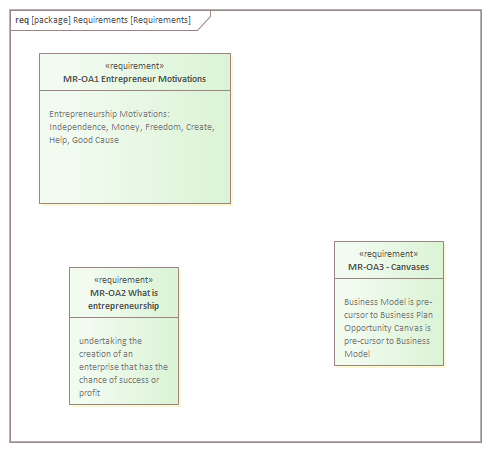 req [package] Requirements [Requirements]
«requirement»
MR-OA1 Entrepreneur Motivations
Entrepreneurship Motivations:
Independence, Money, Freedom, Create,
Help, Good Cause
«requirement»
MR-OA2 What is
entrepreneurship
undertaking the
creation of an
enterprise that has the
chance of success or
profit
«requirement»
MR-OA3 - Canvases
Business Model is pre-
cursor to Business Plan
Opportunity Canvas is
pre-cursor to Business
Model